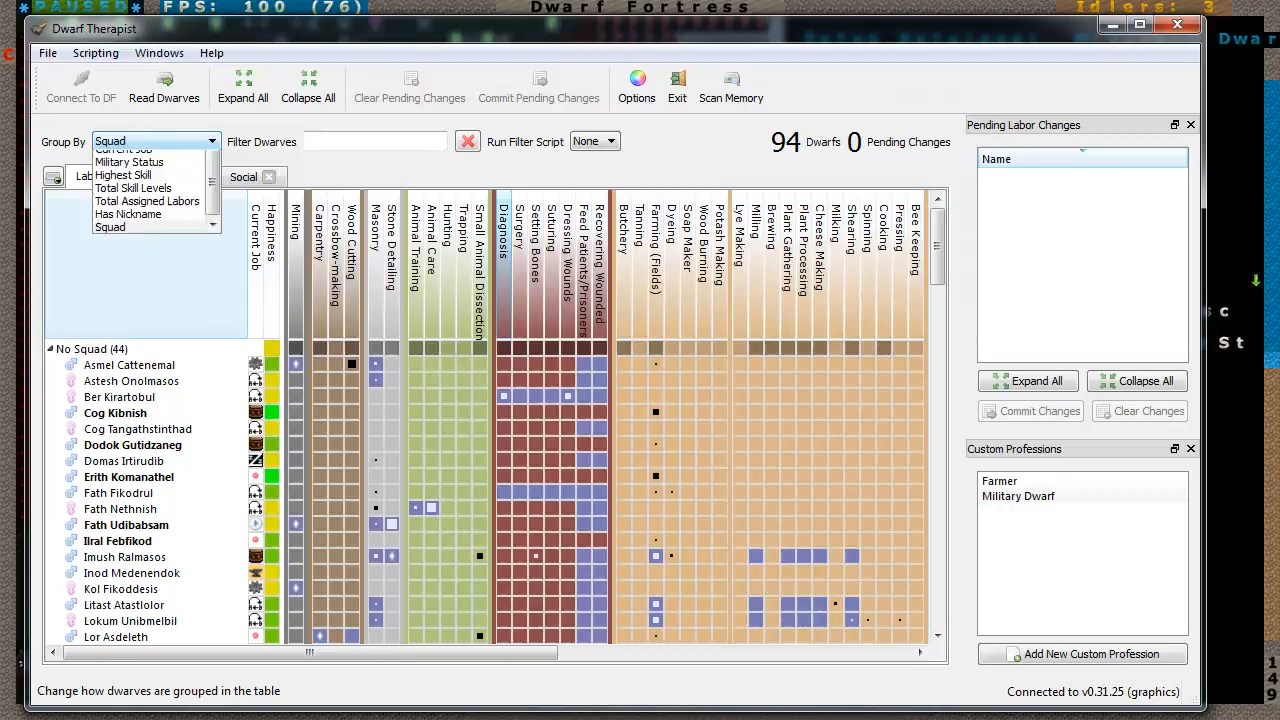 *PAUSED* FPS: 100 (76) Dwarf Fortress Idlers: 3
Dwarf Therapist
File Scripting Windows Help
Connect To DF Read Dwarves Expand All Collapse All Clear Pending Changes Commit Pending Changes Options Exit Scan Memory
Group By Squad Filter Dwarves Run Filter Script None 94 Dwarfs 0 Pending Changes
Current Job
Military Status
Highest Skill
Total Skill Levels
Total Assigned Labors
Has Nickname
Squad
Social
Current Job
Happiness
Mining
Carpentry
Crossbow-making
Wood Cutting
Masonry
Stone Detailing
Animal Training
Animal Care
Hunting
Trapping
Small Animal Dissection
Diagnosis
Surgery
Setting Bones
Suturing
Dressing Wounds
Feed Patients/Prisoners
Recovering Wounded
Butchery
Tanning
Farming (Fields)
Dyeing
Soap Maker
Wood Burning
Potash Making
Lye Making
Milling
Brewing
Plant Gathering
Plant Processing
Cheese Making
Milking
Shearing
Spinning
Cooking
Pressing
Bee Keeping
No Squad (44)
Asmel Cattenemal
Astesh Onolmasos
Ber Kirartobul
Cog Kibnish
Cog Tangathstinthad
Dodok Gutidzaneg
Domas Irtirudib
Erith Komanathel
Fath Fikodrul
Fath Nethnish
Fath Udibabsam
Ilral Febfikod
Imush Ralmasos
Inod Medenendok
Kol Fikoddesis
Litast Atastlolor
Lokum Unibmelbil
Lor Asdeleth
Pending Labor Changes
Name
Expand All Collapse All
Commit Changes Clear Changes
Custom Professions
Farmer
Military Dwarf
Add New Custom Profession
Change how dwarves are grouped in the table Connected to v0.31.25 (graphics)
Dwar
c
St
1
4
9